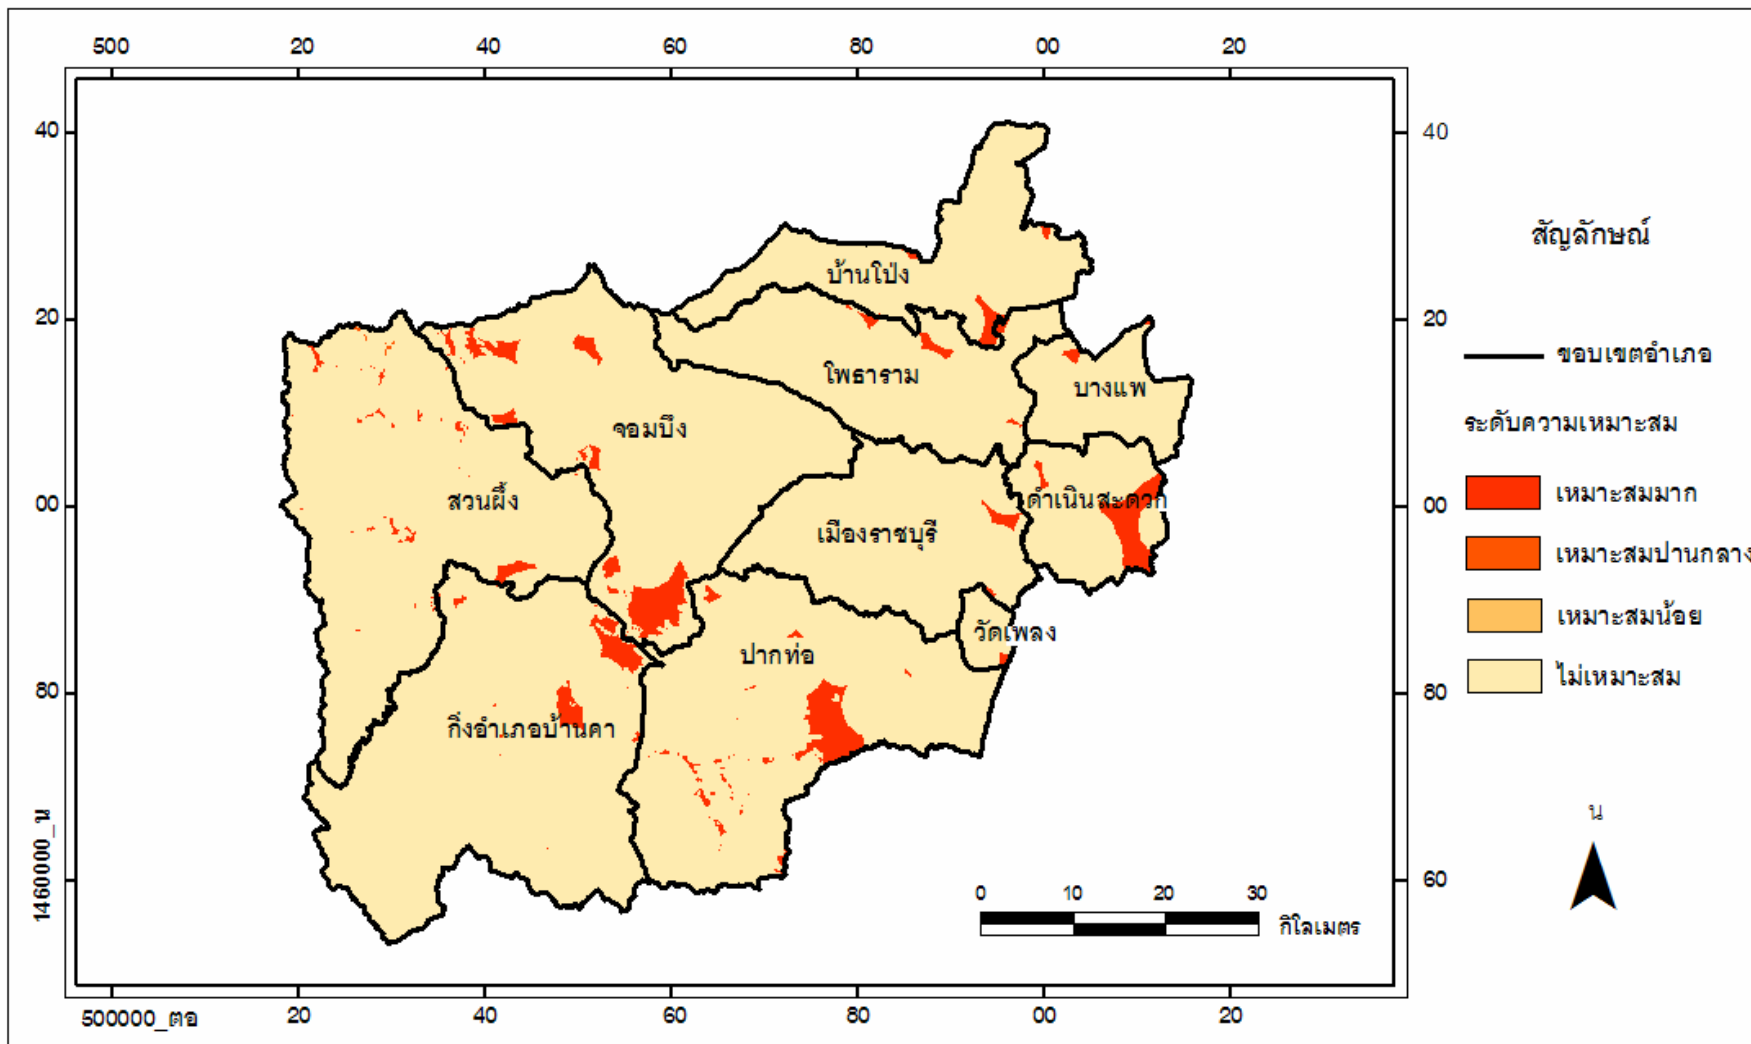 500 20 40 60 80 00 20
40 40
20 20
00 00
80 80
1460000_น 60
500000_ตอ 20 40 60 80 00 20
บ้านโป่ง
โพธาราม
บางแพ
จอมบึง
สวนผึ้ง
ดำเนินสะดวก
เมืองราชบุรี
วัดเพลง
ปากท่อ
กิ่งอำเภอบ้านคา
0 10 20 30
กิโลเมตร
สัญลักษณ์
ขอบเขตอำเภอ
ระดับความเหมาะสม
เหมาะสมมาก
เหมาะสมปานกลาง
เหมาะสมน้อย
ไม่เหมาะสม
น